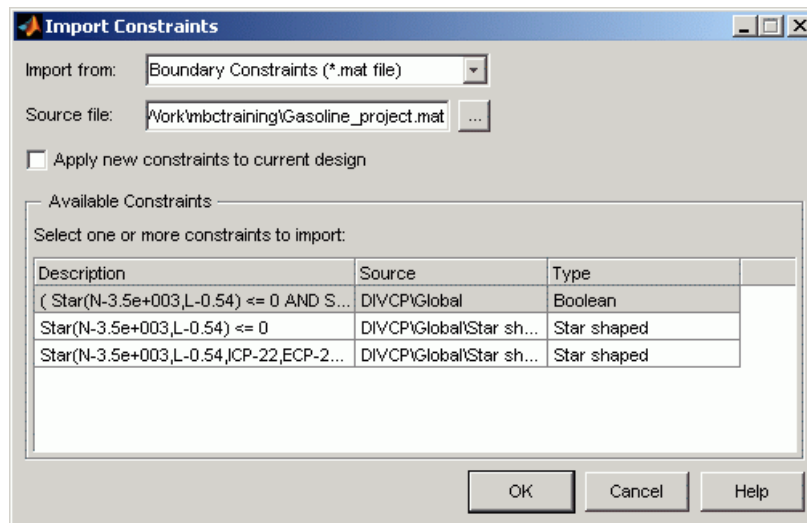 Import Constraints
Import from: Boundary Constraints (*.mat file)
Source file: Work\mbctraining\Gasoline_project.mat ...
Apply new constraints to current design
Available Constraints
Select one or more constraints to import:
Description Source Type
( Star(N-3.5e+003,L-0.54) <= 0 AND S... DIVCP\Global Boolean
Star(N-3.5e+003,L-0.54) <= 0 DIVCP\Global\Star sh... Star shaped
Star(N-3.5e+003,L-0.54,ICP-22,ECP-2... DIVCP\Global\Star sh... Star shaped
OK Cancel Help